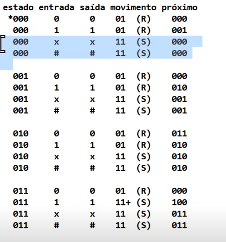 estado entrada saída movimento próximo
*000 0 0 01 (R) 000
000 1 1 01 (R) 001
000 x x 11 (S) 000
000 # # 11 (S) 000
001 0 0 01 (R) 000
001 1 1 01 (R) 010
001 x x 11 (S) 001
001 # # 11 (S) 001
010 0 0 01 (R) 011
010 1 1 01 (R) 010
010 x x 11 (S) 010
010 # # 11 (S) 010
011 0 0 01 (R) 000
011 1 1 11+ (S) 100
011 x x 11 (S) 011
011 # # 11 (S) 011